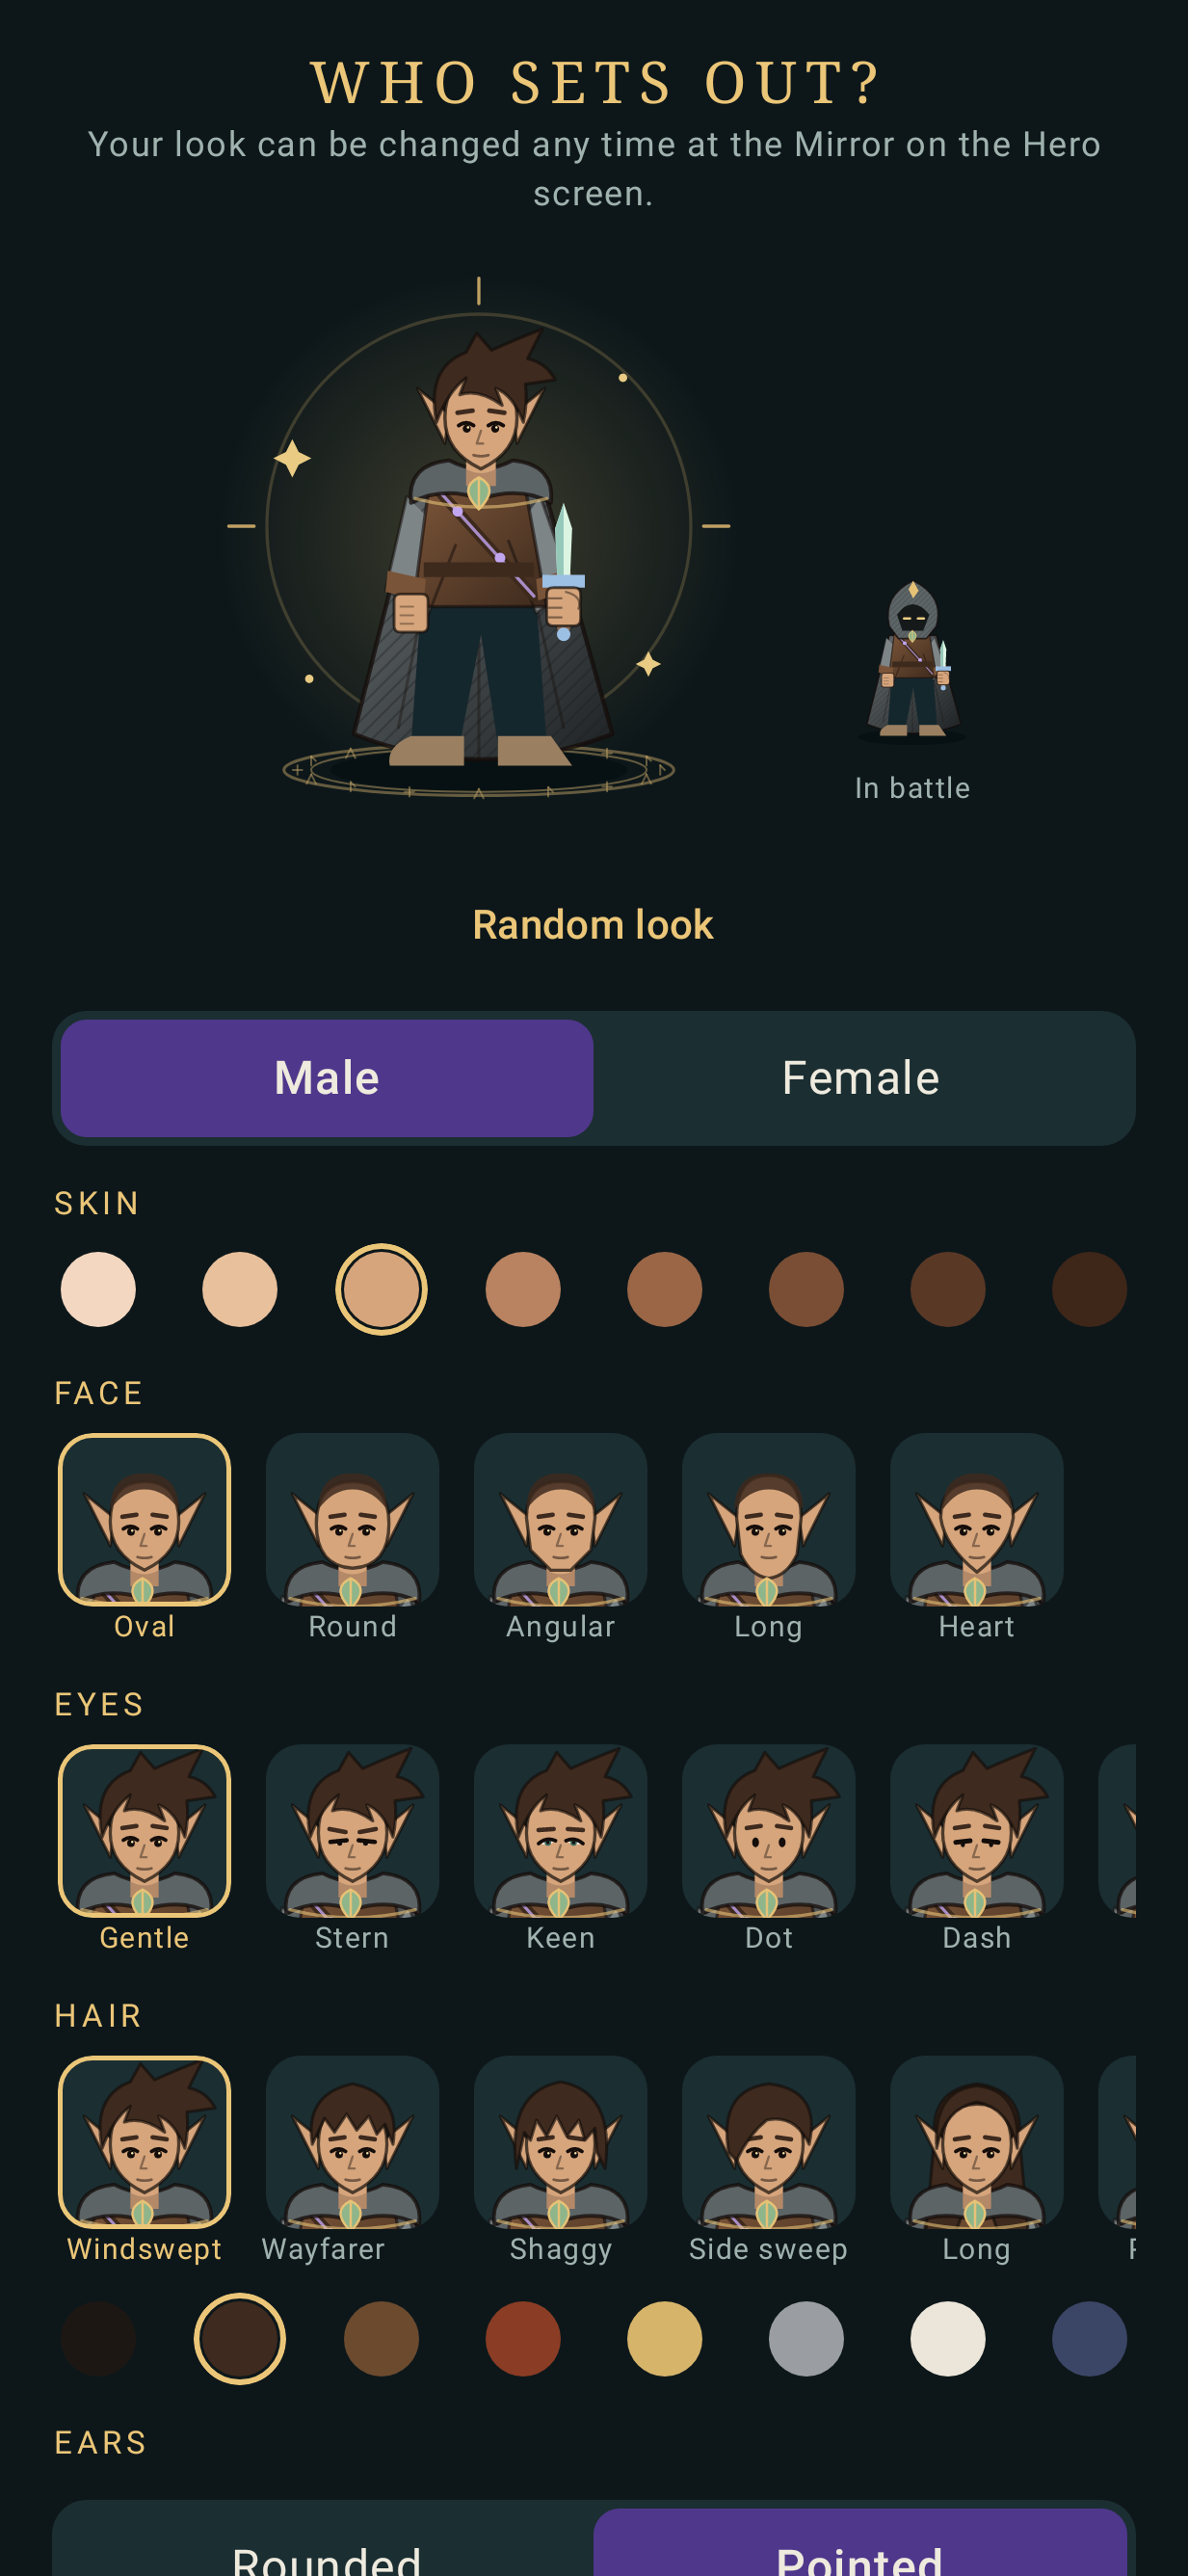 WHO SETS OUT?
Your look can be changed any time at the Mirror on the Hero
screen.
In battle
Random look
Male Female
SKIN
FACE
Oval Round Angular Long Heart
EYES
Gentle Stern Keen Dot Dash
HAIR
Windswept Wayfarer Shaggy Side sweep Long
EARS
Rounded Pointed